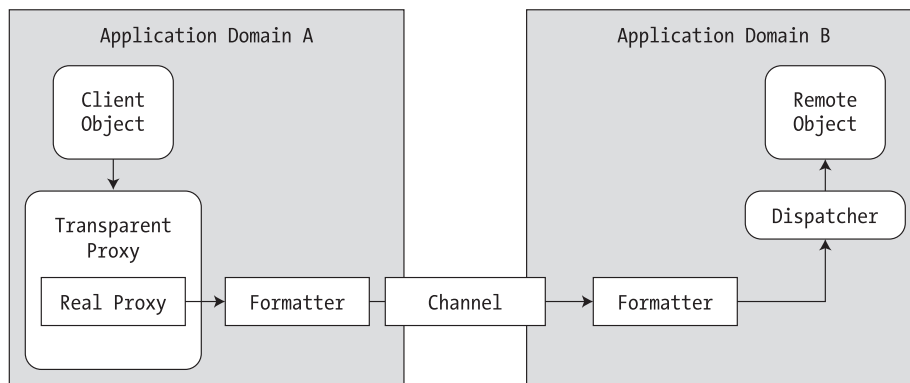 Application Domain A
Client
Object
Transparent
Proxy
Real Proxy
Formatter
Channel
Application Domain B
Remote
Object
Dispatcher
Formatter